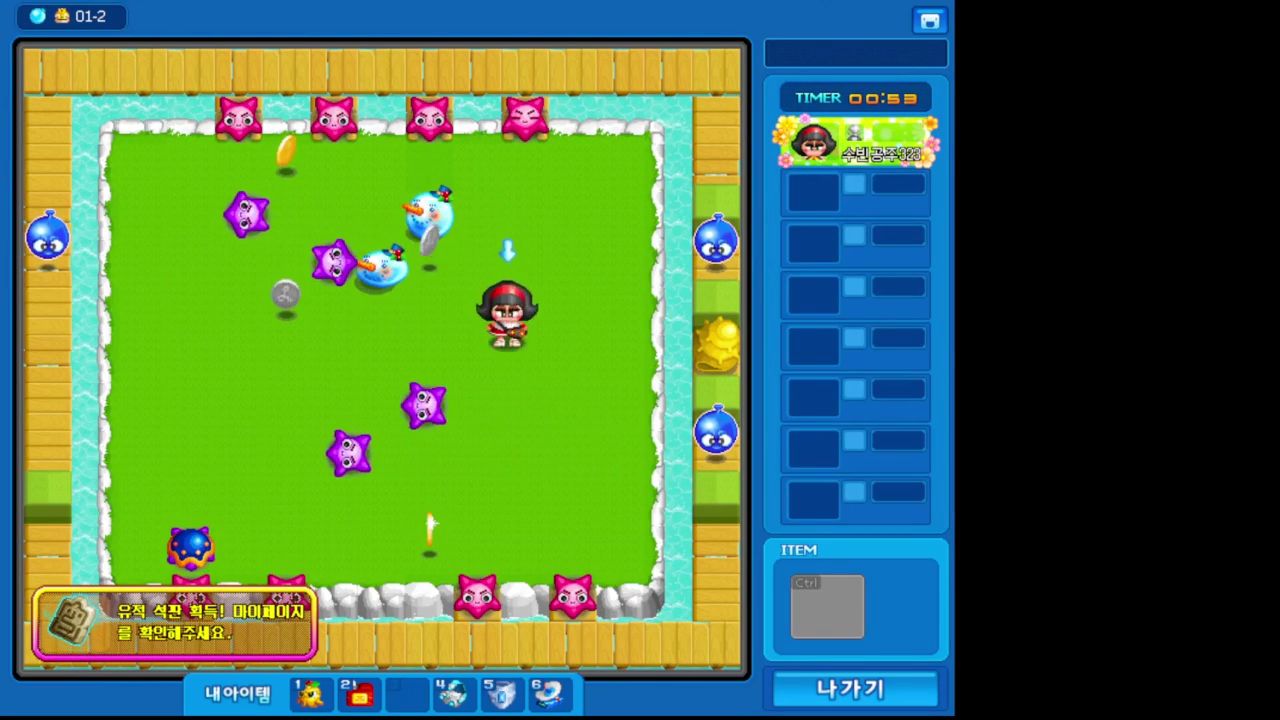 01-2
TIMER 00:53
수빈공주323
ITEM
Ctrl
유적 석판 획득! 마이페이지
를 확인해주세요.
내아이템 1 2 4 5 6
나가기